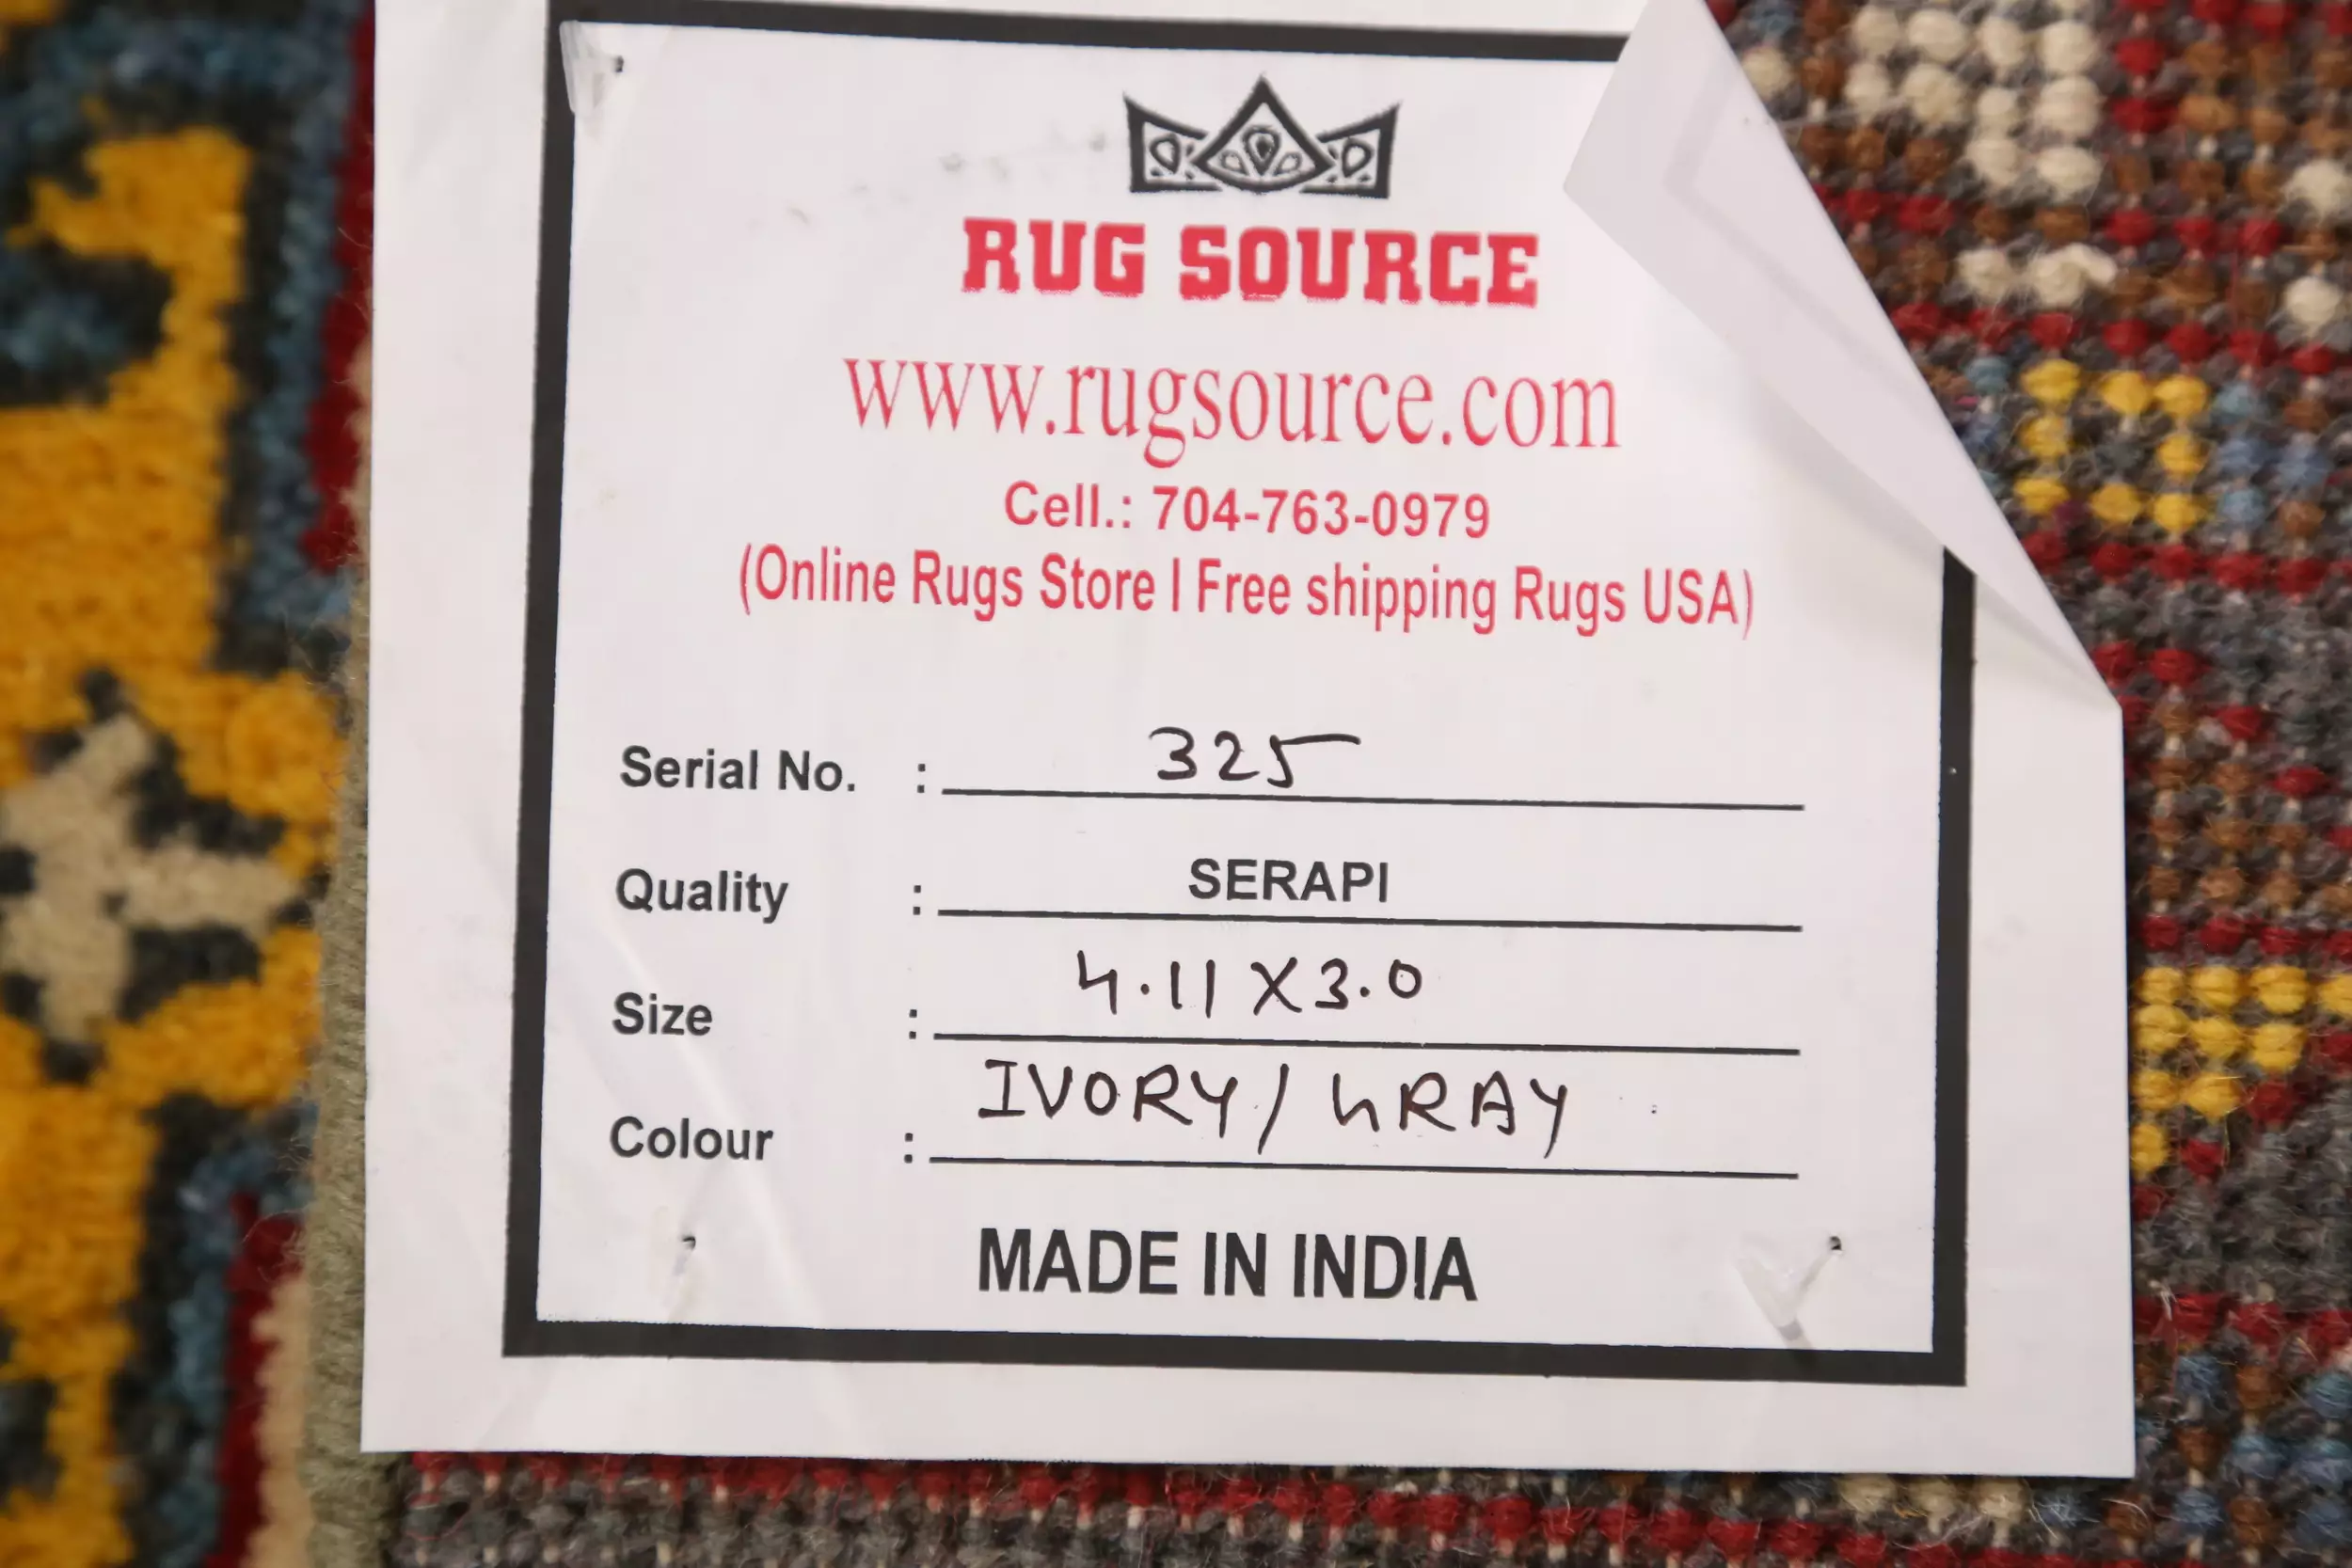 RUG SOURCE
www.rugsource.com
Cell.: 704-763-0979
(Online Rugs Store | Free shipping Rugs USA)
Serial No. : 325
Quality : SERAPI
Size : 4.11 X 3.0
Colour : IVORY / GRAY
MADE IN INDIA